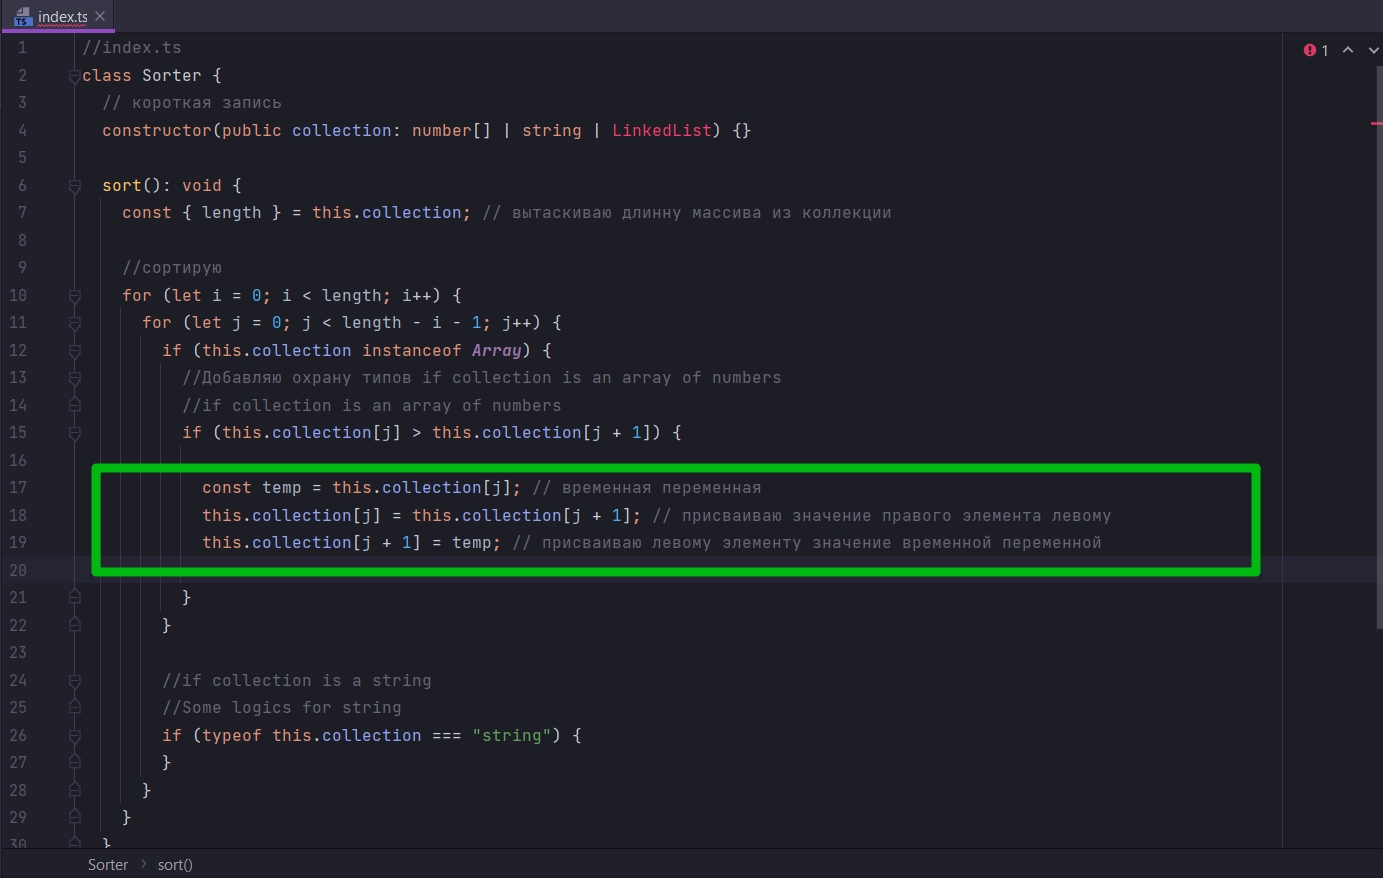 index.ts
1 //index.ts
1
2 class Sorter {
3 // короткая запись
4 constructor(public collection: number[] | string | LinkedList) {}
5
6 sort(): void {
7 const { length } = this.collection; // вытаскиваю длинну массива из коллекции
8
9 //сортирую
10 for (let i = 0; i < length; i++) {
11 for (let j = 0; j < length - i - 1; j++) {
12 if (this.collection instanceof Array) {
13 //Добавляю охрану типов if collection is an array of numbers
14 //if collection is an array of numbers
15 if (this.collection[j] > this.collection[j + 1]) {
16
17 const temp = this.collection[j]; // временная переменная
18 this.collection[j] = this.collection[j + 1]; // присваиваю значение правого элемента левому
19 this.collection[j + 1] = temp; // присваиваю левому элементу значение временной переменной
20
21 }
22 }
23
24 //if collection is a string
25 //Some logics for string
26 if (typeof this.collection === "string") {
27 }
28 }
29 }
30 }
Sorter > sort()